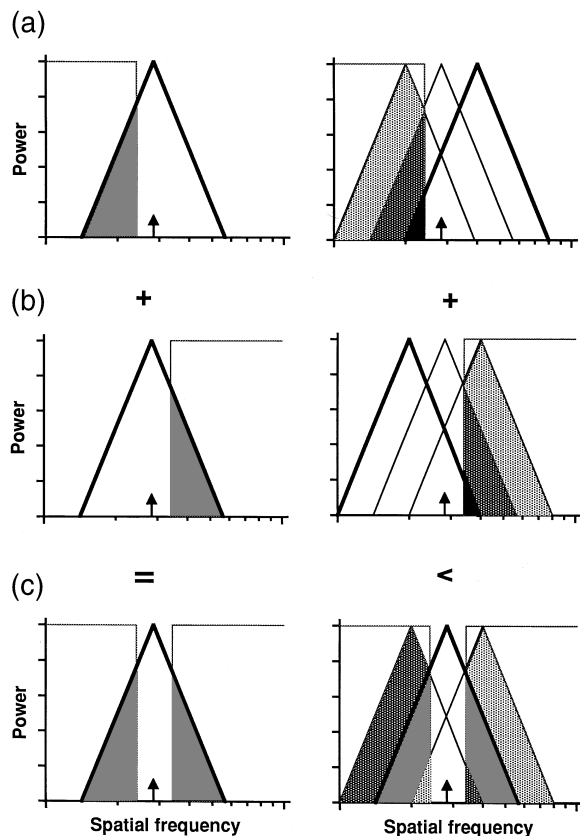 (a)
Power
(b)
+ +
Power
(c)
= <
Power
Spatial frequency Spatial frequency